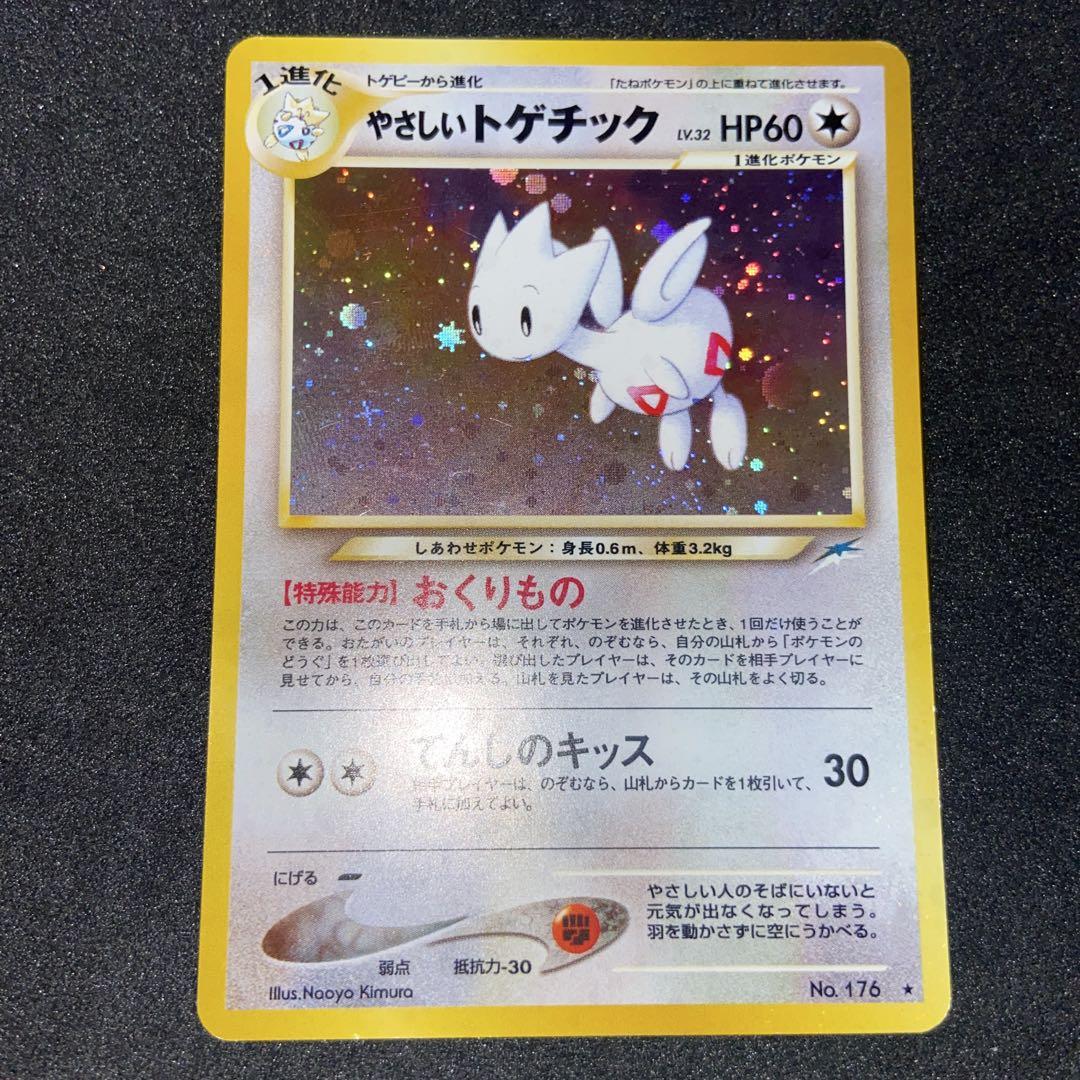 1進化
トゲピーから進化
「たねポケモン」の上に重ねて進化させます。
やさしいトゲチック LV.32 HP60
1進化ポケモン
しあわせポケモン：身長0.6m、体重3.2kg
【特殊能力】おくりもの
この力は、このカードを手札から場に出してポケモンを進化させたとき、1回だけ使うことが
できる。おたがいのプレイヤーは、それぞれ、のぞむなら、自分の山札から「ポケモンの
どうぐ」を1枚選び出してよい。選び出したプレイヤーは、そのカードを相手プレイヤーに
見せてから、自分の手札に加える。山札を見たプレイヤーは、その山札をよく切る。
てんしのキッス 30
相手プレイヤーは、のぞむなら、山札からカードを1枚引いて、
手札に加えてよい。
にげる
やさしい人のそばにいないと
元気が出なくなってしまう。
羽を動かさずに空にうかべる。
弱点 抵抗力-30
Illus.Naoyo Kimura
No. 176 ★